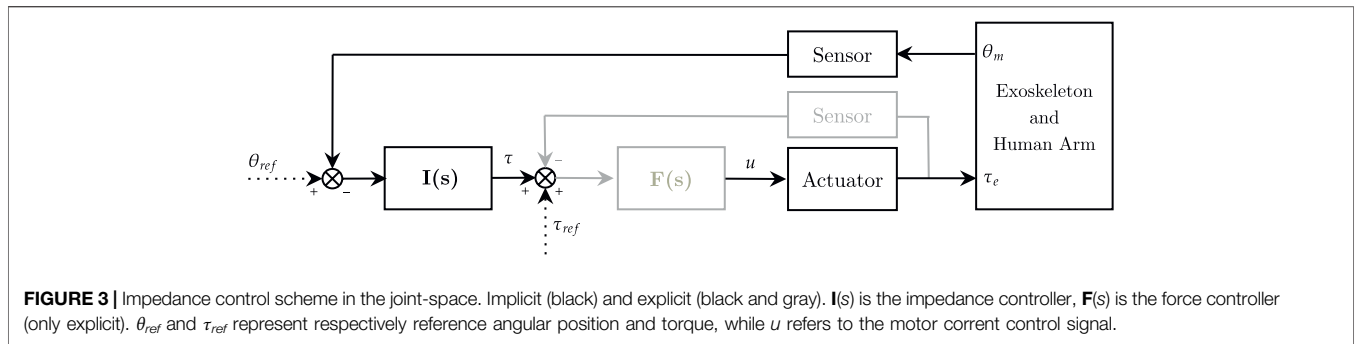 Sensor
θm
Exoskeleton
and
Human Arm
Sensor
−
θref
+
−
I(s)
τ
+
+
F(s)
u
Actuator
τe
τref
FIGURE 3 | Impedance control scheme in the joint-space. Implicit (black) and explicit (black and gray). I(s) is the impedance controller, F(s) is the force controller
(only explicit). θref and τref represent respectively reference angular position and torque, while u refers to the motor corrent control signal.